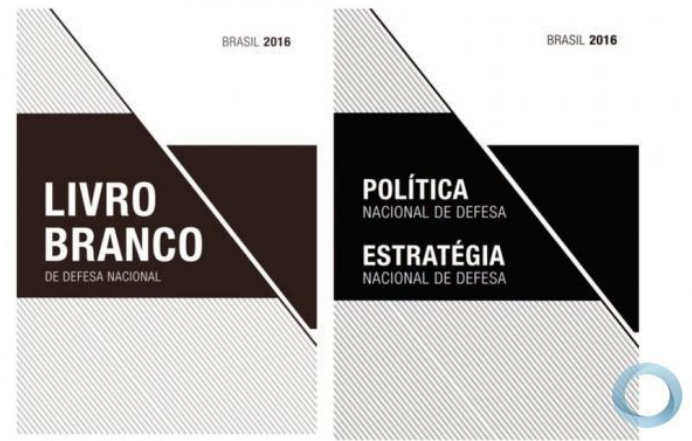 BRASIL 2016
LIVRO
BRANCO
DE DEFESA NACIONAL
BRASIL 2016
POLÍTICA
NACIONAL DE DEFESA
ESTRATÉGIA
NACIONAL DE DEFESA